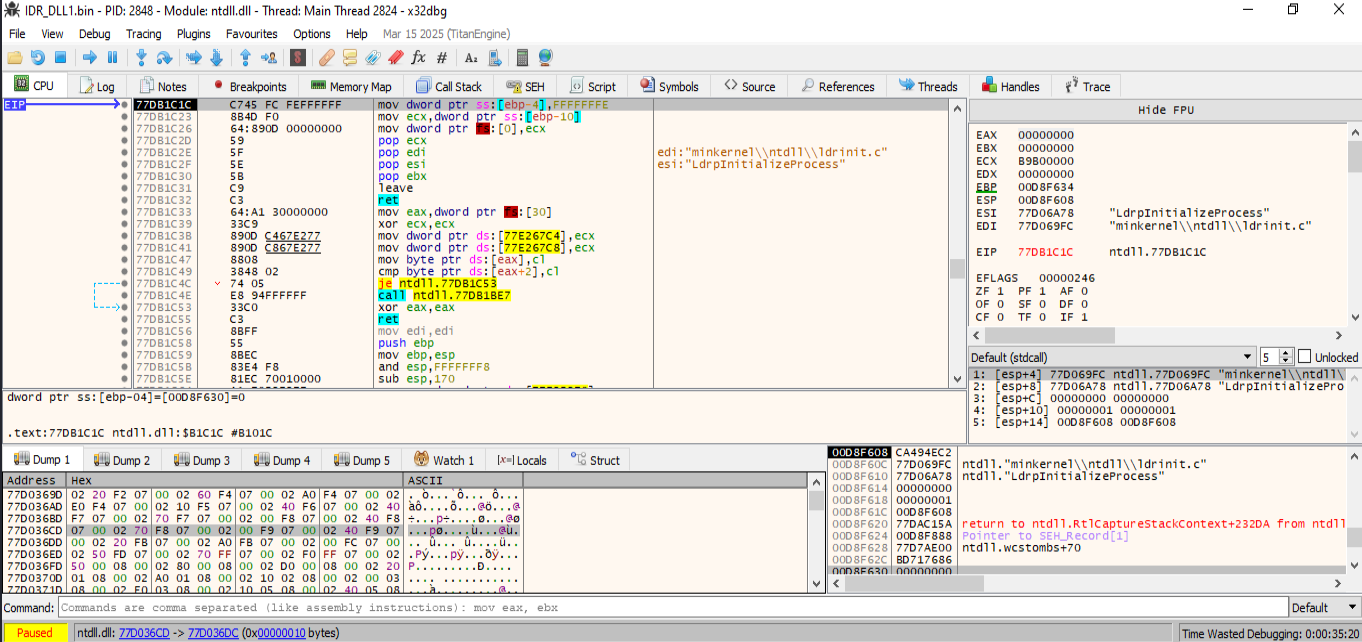 IDR_DLL1.bin - PID: 2848 - Module: ntdll.dll - Thread: Main Thread 2824 - x32dbg
File View Debug Tracing Plugins Favourites Options Help Mar 15 2025 (TitanEngine)
CPU Log Notes Breakpoints Memory Map Call Stack SEH Script Symbols Source References Threads Handles Trace
EIP 77DB1C1C C745 FC FEFFFFFF mov dword ptr ss:[ebp-4],FFFFFFFE
77DB1C23 8B4D F0 mov ecx,dword ptr ss:[ebp-10]
77DB1C26 64:890D 00000000 mov dword ptr fs:[0],ecx
77DB1C2D 59 pop ecx
77DB1C2E 5F pop edi edi:"minkernel\\ntdll\\ldrinit.c"
77DB1C2F 5E pop esi esi:"LdrpInitializeProcess"
77DB1C30 5B pop ebx
77DB1C31 C9 leave
77DB1C32 C3 ret
77DB1C33 64:A1 30000000 mov eax,dword ptr fs:[30]
77DB1C39 33C9 xor ecx,ecx
77DB1C3B 890D C467E277 mov dword ptr ds:[77E267C4],ecx
77DB1C41 890D C867E277 mov dword ptr ds:[77E267C8],ecx
77DB1C47 8808 mov byte ptr ds:[eax],cl
77DB1C49 3848 02 cmp byte ptr ds:[eax+2],cl
77DB1C4C 74 05 je ntdll.77DB1C53
77DB1C4E E8 94FFFFFF call ntdll.77DB1BE7
77DB1C53 33C0 xor eax,eax
77DB1C55 C3 ret
77DB1C56 8BFF mov edi,edi
77DB1C58 55 push ebp
77DB1C59 8BEC mov ebp,esp
77DB1C5B 83E4 F8 and esp,FFFFFFF8
77DB1C5E 81EC 70010000 sub esp,170
Hide FPU
EAX 00000000
EBX 00000000
ECX B9B00000
EDX 00000000
EBP 00D8F634
ESP 00D8F608
ESI 77D06A78 "LdrpInitializeProcess"
EDI 77D069FC "minkernel\\ntdll\\ldrinit.c"
EIP 77DB1C1C ntdll.77DB1C1C
EFLAGS 00000246
ZF 1 PF 1 AF 0
OF 0 SF 0 DF 0
CF 0 TF 0 IF 1
Default (stdcall) 5 Unlocked
1: [esp+4] 77D069FC ntdll.77D069FC "minkernel\\ntdll\
2: [esp+8] 77D06A78 ntdll.77D06A78 "LdrpInitializePro
3: [esp+C] 00000000 00000000
4: [esp+10] 00000001 00000001
5: [esp+14] 00D8F608 00D8F608
dword ptr ss:[ebp-04]=[00D8F630]=0
.text:77DB1C1C ntdll.dll:$B1C1C #B101C
Dump 1 Dump 2 Dump 3 Dump 4 Dump 5 Watch 1 [x=] Locals Struct
Address Hex ASCII
77D0369D 02 20 F2 07 00 02 60 F4 07 00 02 A0 F4 07 00 02
77D036AD E0 F4 07 00 02 10 F5 07 00 02 40 F6 07 00 02 40
77D036BD F7 07 00 02 70 F7 07 00 02 00 F8 07 00 02 40 F8
77D036CD 07 00 02 70 F8 07 00 02 00 F9 07 00 02 40 F9 07
77D036DD 00 02 20 FB 07 00 02 A0 FB 07 00 02 00 FC 07 00
77D036ED 02 50 FD 07 00 02 70 FF 07 00 02 F0 FF 07 00 02
77D036FD 50 00 08 00 02 80 00 08 00 02 D0 00 08 00 02 20
77D0370D 01 08 00 02 A0 01 08 00 02 10 02 08 00 02 00 03
77D0371D 08 00 02 F0 03 08 00 02 10 05 08 00 02 40 05 08
00D8F608 CA494EC2
00D8F60C 77D069FC ntdll."minkernel\\ntdll\\ldrinit.c"
00D8F610 77D06A78 ntdll."LdrpInitializeProcess"
00D8F614 00000000
00D8F618 00000001
00D8F61C 00D8F608
00D8F620 77DAC15A return to ntdll.RtlCaptureStackContext+232DA from ntdll
00D8F624 00D8F888 Pointer to SEH_Record[1]
00D8F628 77D7AE00 ntdll.wcstombs+70
00D8F62C BD717686
00D8F630 00000000
Command: Commands are comma separated (like assembly instructions): mov eax, ebx Default
Paused ntdll.dll: 77D036CD -> 77D036DC (0x00000010 bytes) Time Wasted Debugging: 0:00:35:20